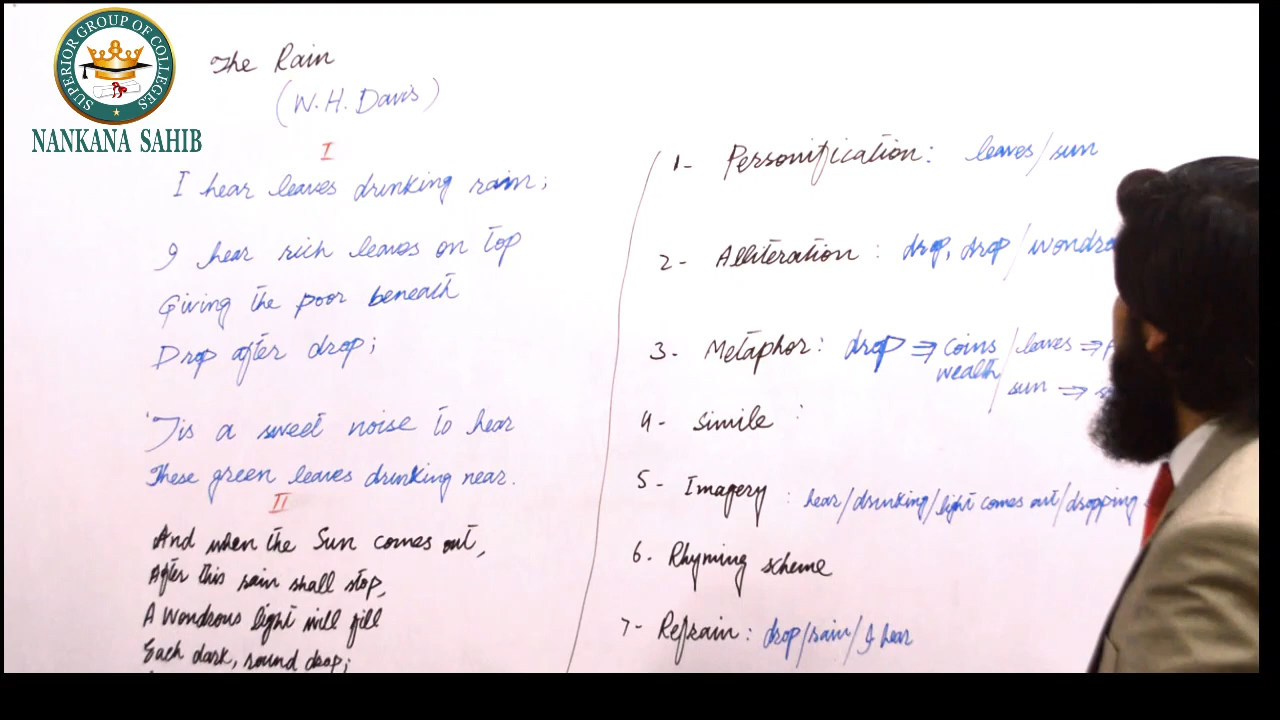 SUPERIOR GROUP OF COLLEGES
NANKANA SAHIB
The Rain
(W.H. Davis)
I
I hear leaves drinking rain;
I hear rich leaves on top
Giving the poor beneath
Drop after drop;
'Tis a sweet noise to hear
These green leaves drinking near.
II
And when the Sun comes out,
After this rain shall stop,
A Wondrous light will fill
Each dark, round drop;
1- Personification: leaves/sun
2- Alliteration: drop, drop/
3- Metaphor: drop ⇒ coins/leaves ⇒
wealth/sun ⇒
4- Simile :
5- Imagery : hear/drinking/light comes out/dropping
6. Rhyming scheme
7- Refrain: drop/rain/I hear